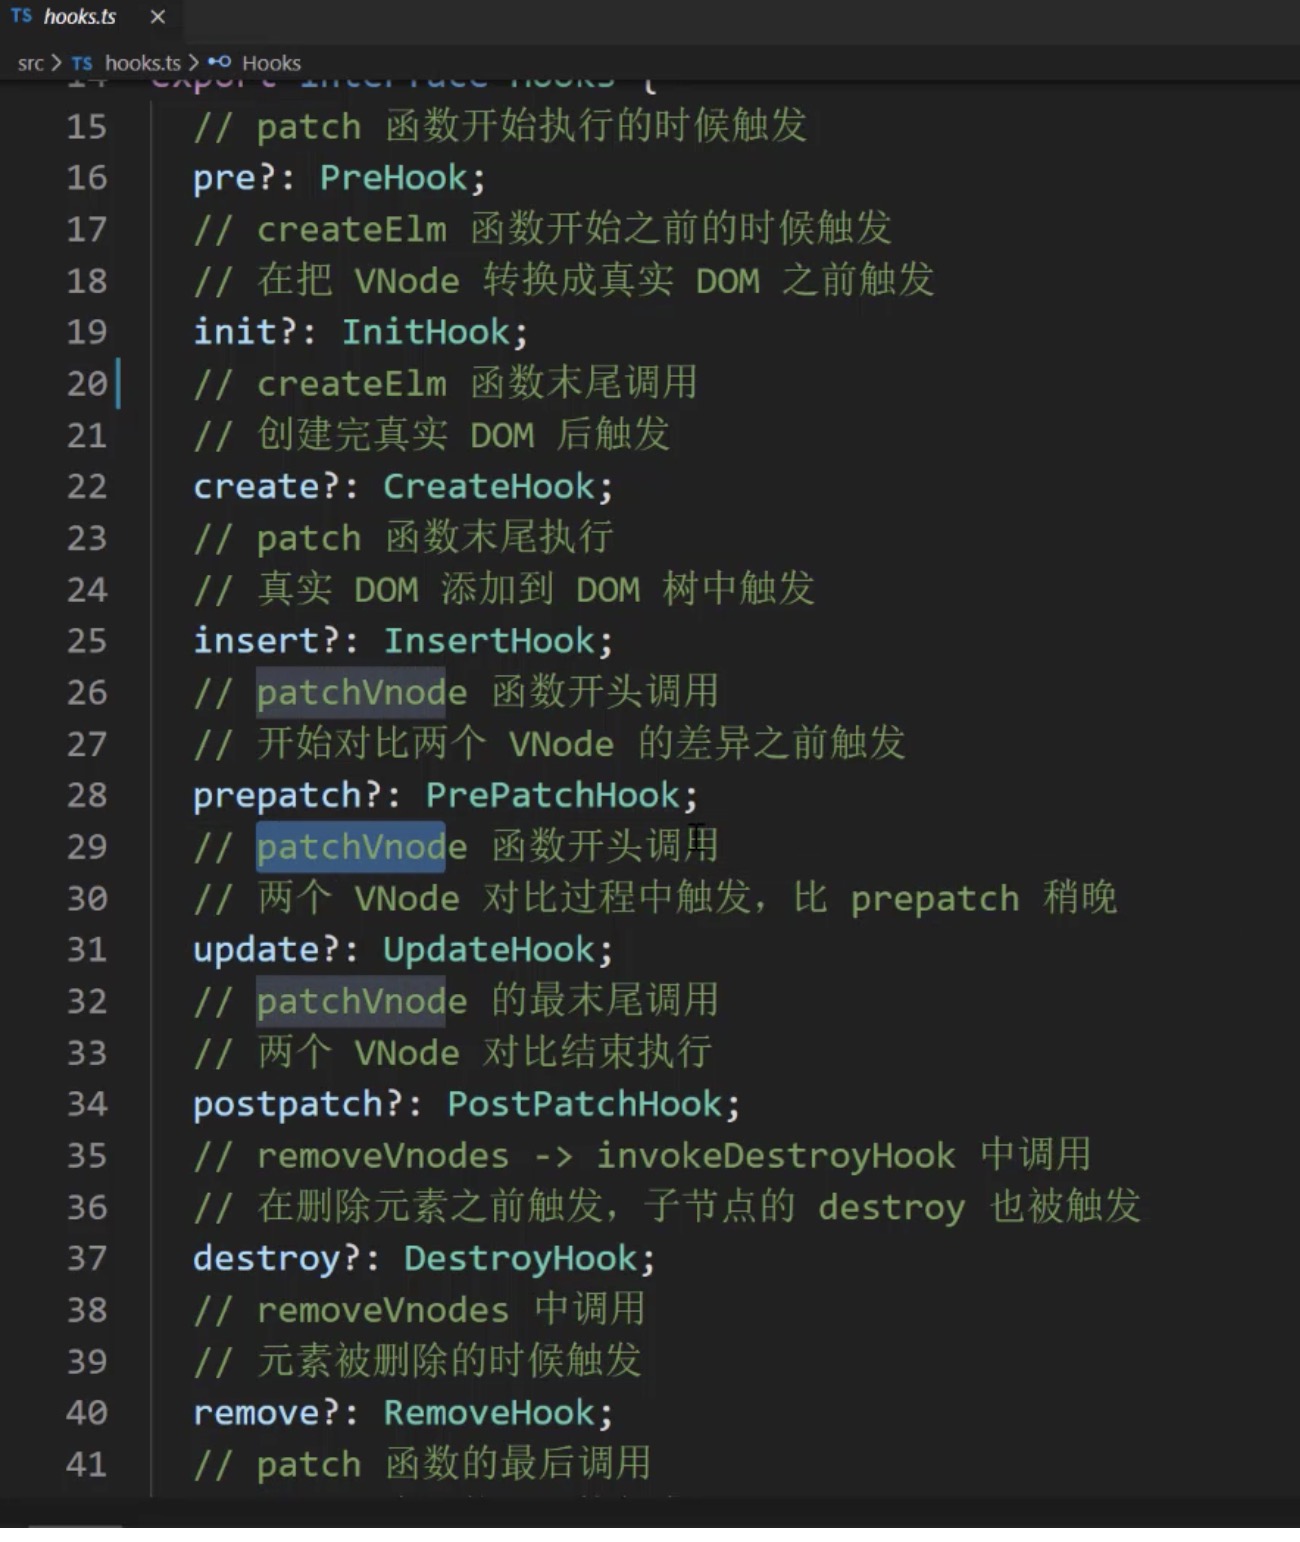 TS hooks.ts ×
src > TS hooks.ts > Hooks
14 export interface Hooks {
15 // patch 函数开始执行的时候触发
16 pre?: PreHook;
17 // createElm 函数开始之前的时候触发
18 // 在把 VNode 转换成真实 DOM 之前触发
19 init?: InitHook;
20 // createElm 函数末尾调用
21 // 创建完真实 DOM 后触发
22 create?: CreateHook;
23 // patch 函数末尾执行
24 // 真实 DOM 添加到 DOM 树中触发
25 insert?: InsertHook;
26 // patchVnode 函数开头调用
27 // 开始对比两个 VNode 的差异之前触发
28 prepatch?: PrePatchHook;
29 // patchVnode 函数开头调用
30 // 两个 VNode 对比过程中触发，比 prepatch 稍晚
31 update?: UpdateHook;
32 // patchVnode 的最末尾调用
33 // 两个 VNode 对比结束执行
34 postpatch?: PostPatchHook;
35 // removeVnodes -> invokeDestroyHook 中调用
36 // 在删除元素之前触发，子节点的 destroy 也被触发
37 destroy?: DestroyHook;
38 // removeVnodes 中调用
39 // 元素被删除的时候触发
40 remove?: RemoveHook;
41 // patch 函数的最后调用